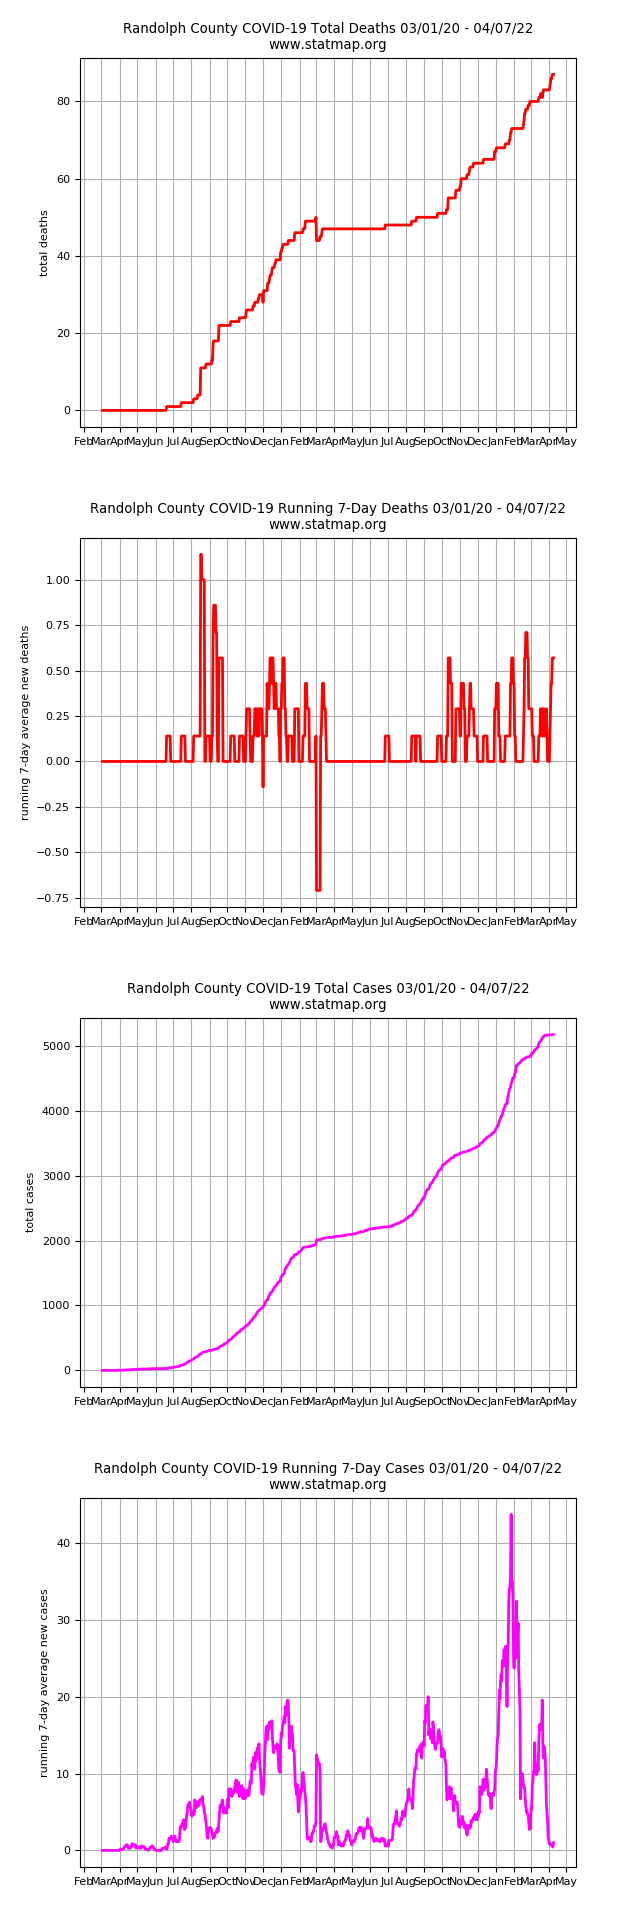 Randolph County COVID-19 Total Deaths 03/01/20 - 04/07/22
www.statmap.org
80
60
40
20
0
total deaths
Feb Mar Apr May Jun Jul Aug Sep Oct Nov Dec Jan Feb Mar Apr May Jun Jul Aug Sep Oct Nov Dec Jan Feb Mar Apr May
Randolph County COVID-19 Running 7-Day Deaths 03/01/20 - 04/07/22
www.statmap.org
1.00
0.75
0.50
0.25
0.00
−0.25
−0.50
−0.75
running 7-day average new deaths
Feb Mar Apr May Jun Jul Aug Sep Oct Nov Dec Jan Feb Mar Apr May Jun Jul Aug Sep Oct Nov Dec Jan Feb Mar Apr May
Randolph County COVID-19 Total Cases 03/01/20 - 04/07/22
www.statmap.org
5000
4000
3000
2000
1000
0
total cases
Feb Mar Apr May Jun Jul Aug Sep Oct Nov Dec Jan Feb Mar Apr May Jun Jul Aug Sep Oct Nov Dec Jan Feb Mar Apr May
Randolph County COVID-19 Running 7-Day Cases 03/01/20 - 04/07/22
www.statmap.org
40
30
20
10
0
running 7-day average new cases
Feb Mar Apr May Jun Jul Aug Sep Oct Nov Dec Jan Feb Mar Apr May Jun Jul Aug Sep Oct Nov Dec Jan Feb Mar Apr May